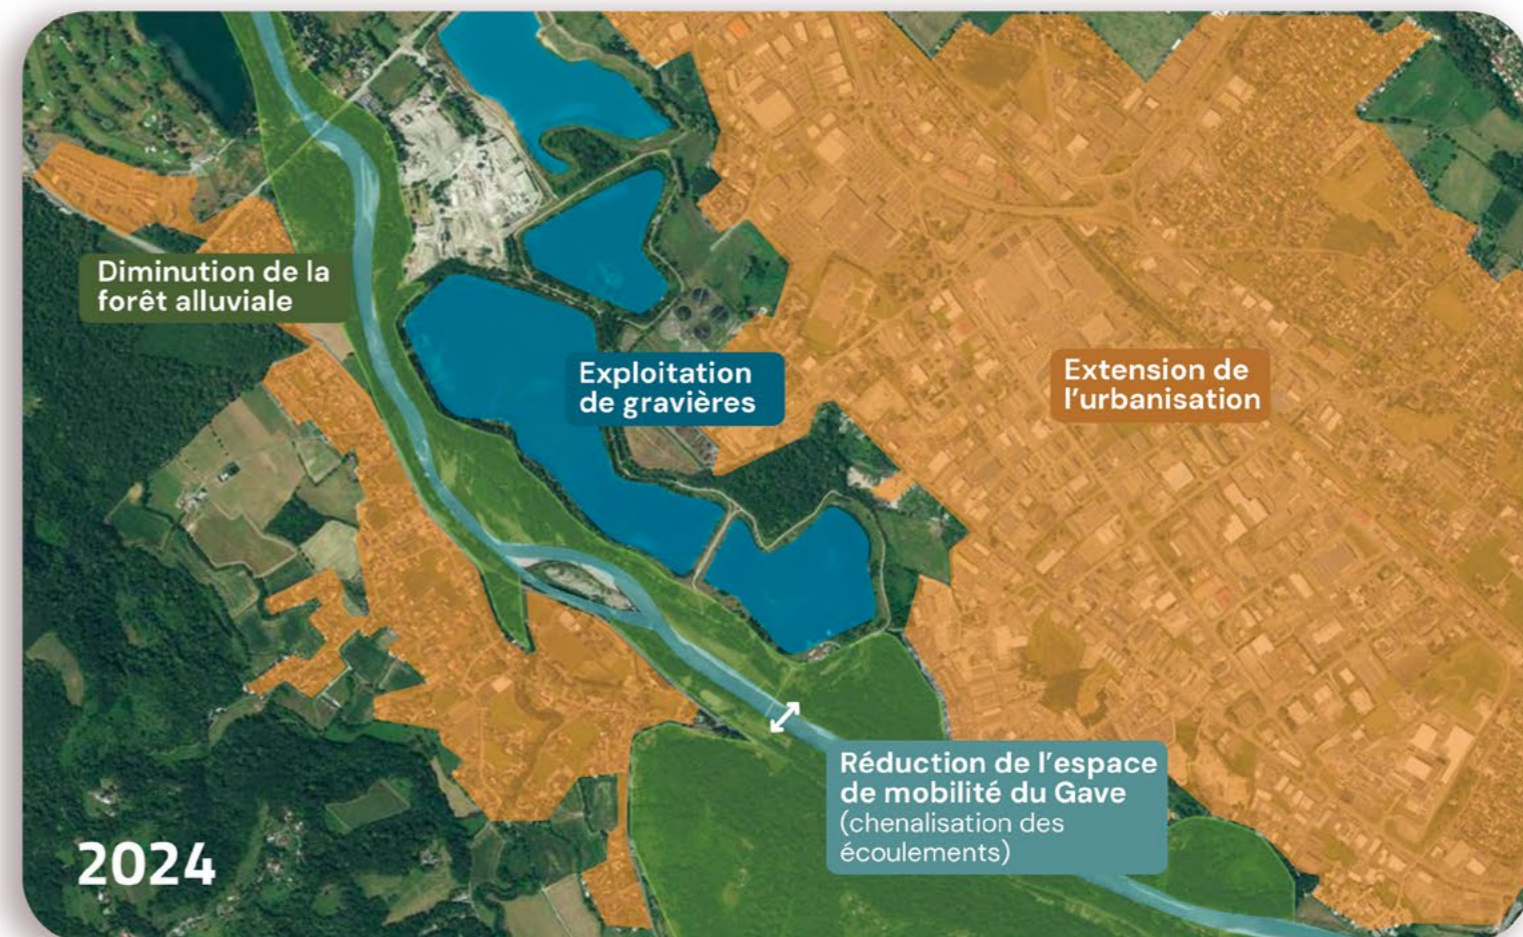 Diminution de la
forêt alluviale
Exploitation
de gravières
Extension de
l'urbanisation
Réduction de l'espace
de mobilité du Gave
(chenalisation des
écoulements)
2024